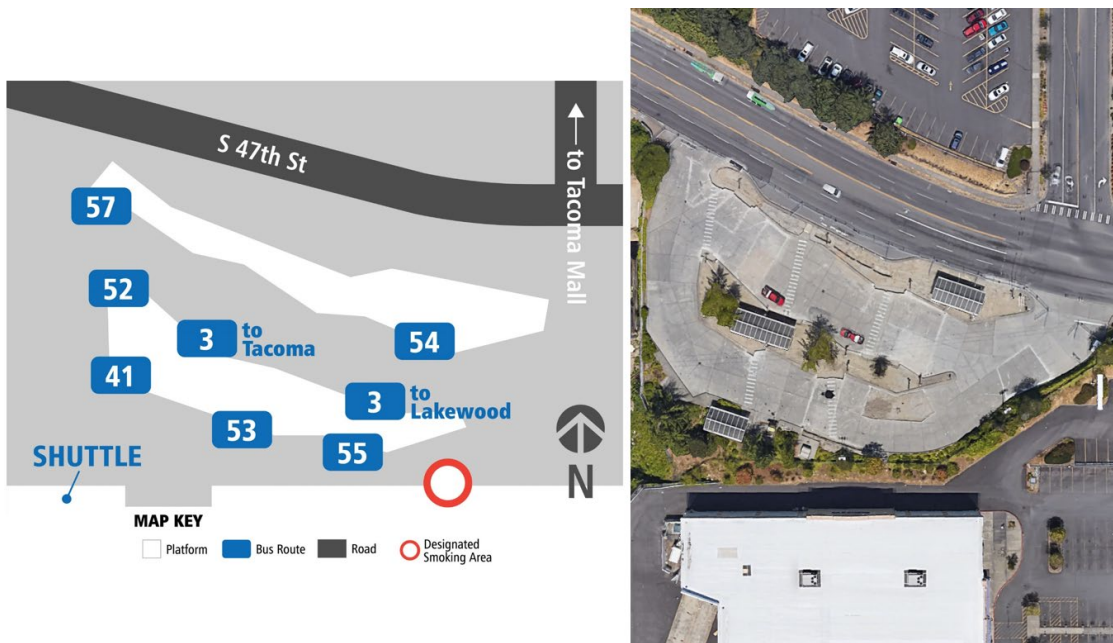 S 47th St
to Tacoma Mall
57
52
3
to
Tacoma
54
41
3
to
Lakewood
53
55
SHUTTLE
N
MAP KEY
Platform
Bus Route
Road
Designated
Smoking Area